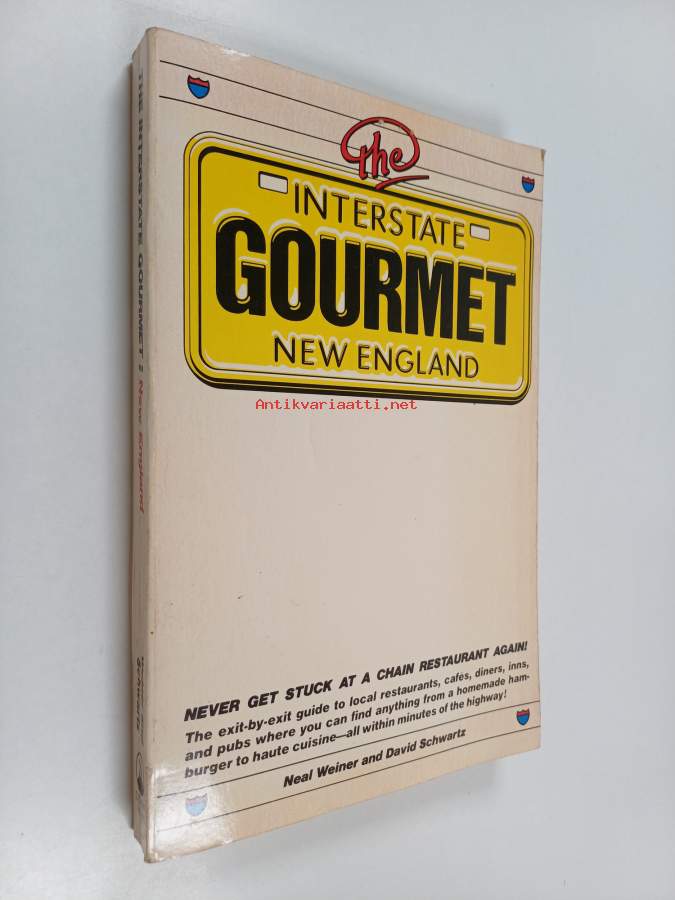 The
INTERSTATE
GOURMET
NEW ENGLAND
Antikvariaatti.net
NEVER GET STUCK AT A CHAIN RESTAURANT AGAIN!
The exit-by-exit guide to local restaurants, cafés, diners, inns,
and pubs where you can find anything from a homemade ham-
burger to haute cuisine—all within minutes of the highway!
Neal Weiner and David Schwartz
THE INTERSTATE GOURMET: New England
Schwartz